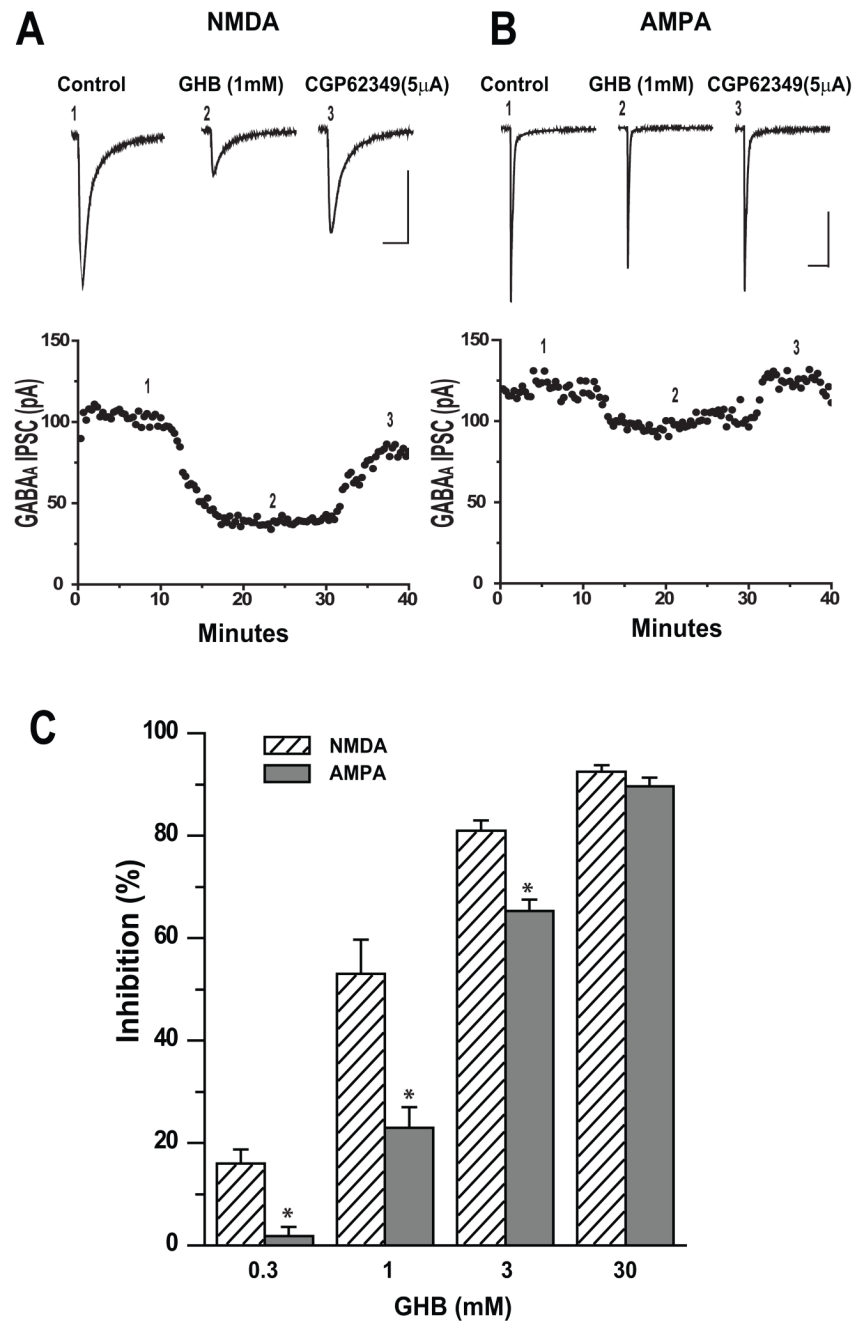 A NMDA
Control GHB (1mM) CGP62349(5μA)
1 2 3
B AMPA
Control GHB (1mM) CGP62349(5μA)
1 2 3
150
100
50
0
GABAA IPSC (pA)
1
2
3
0 10 20 30 40
Minutes
150
100
50
0
GABAA IPSC (pA)
1
2
3
0 10 20 30 40
Minutes
C
100
80
60
40
20
0
Inhibition (%)
NMDA
AMPA
*
*
*
0.3 1 3 30
GHB (mM)